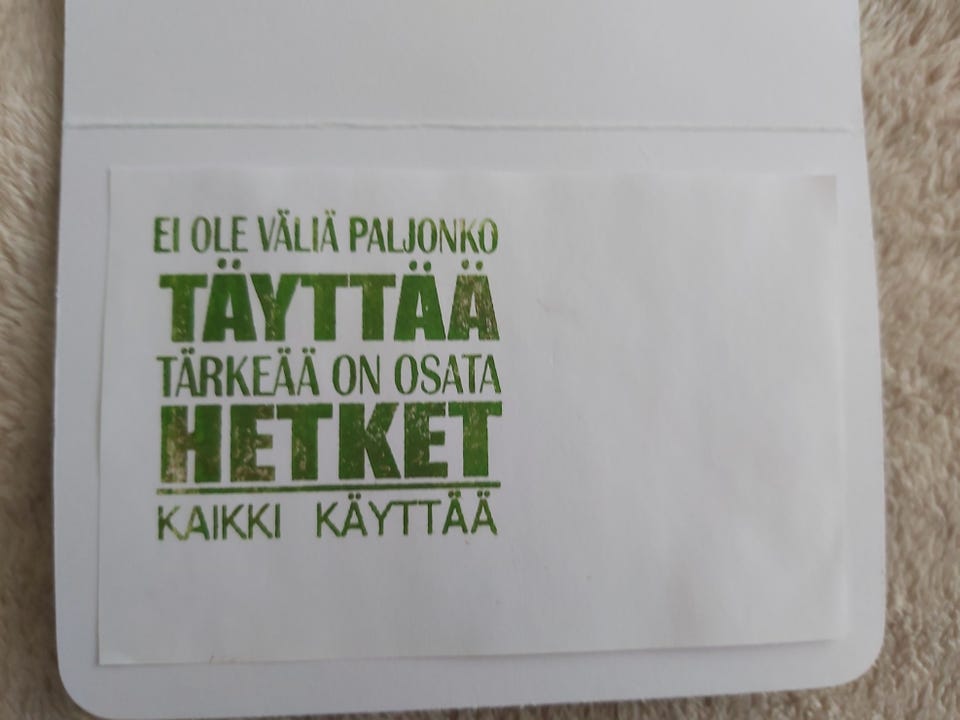 EI OLE VÄLIÄ PALJONKO
TÄYTTÄÄ
TÄRKEÄÄ ON OSATA
HETKET
KAIKKI KÄYTTÄÄ